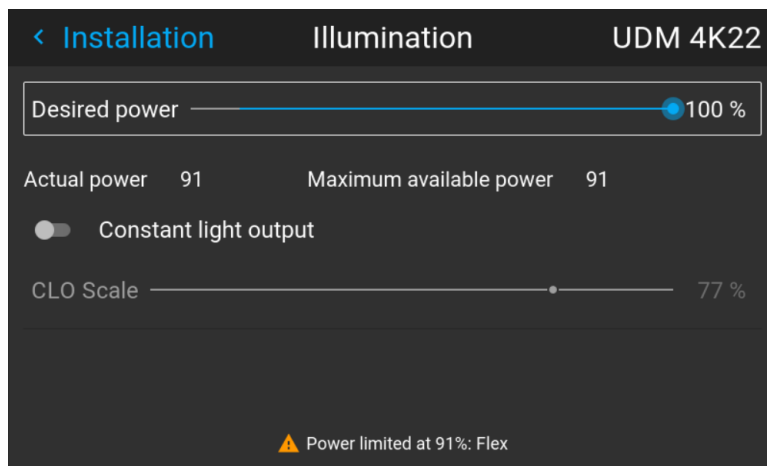 Installation Illumination UDM 4K22
Desired power 100 %
Actual power 91 Maximum available power 91
Constant light output
CLO Scale 77 %
Power limited at 91%: Flex